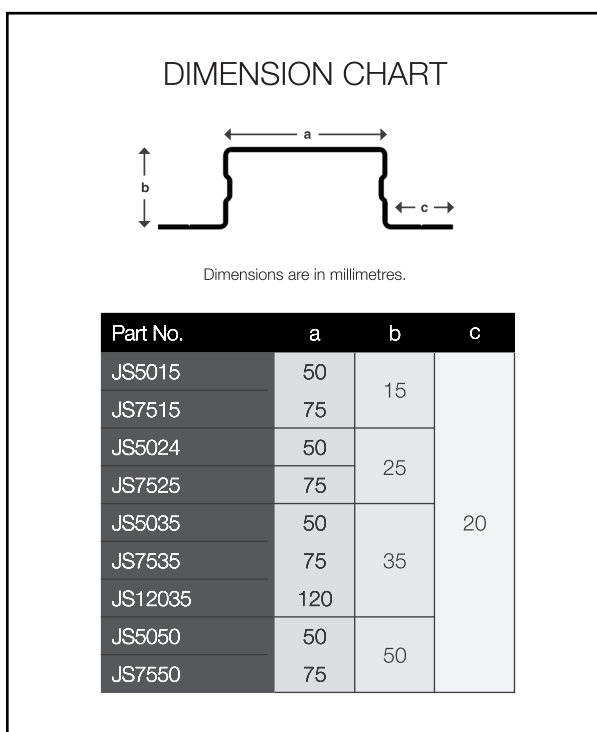 DIMENSION CHART
a
b
c
Dimensions are in millimetres.
Part No. a b c
JS5015 50 15
JS7515 75
JS5024 50 25
JS7525 75
JS5035 50 35 20
JS7535 75
JS12035 120
JS5050 50 50
JS7550 75